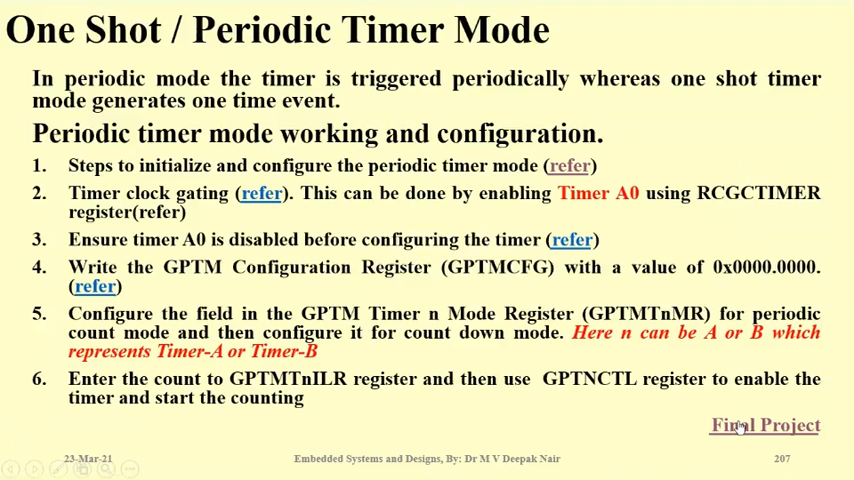 One Shot / Periodic Timer Mode
In periodic mode the timer is triggered periodically whereas one shot timer
mode generates one time event.
Periodic timer mode working and configuration.
1. Steps to initialize and configure the periodic timer mode (refer)
2. Timer clock gating (refer). This can be done by enabling Timer A0 using RCGCTIMER
register(refer)
3. Ensure timer A0 is disabled before configuring the timer (refer)
4. Write the GPTM Configuration Register (GPTMCFG) with a value of 0x0000.0000.
(refer)
5. Configure the field in the GPTM Timer n Mode Register (GPTMTnMR) for periodic
count mode and then configure it for count down mode. Here n can be A or B which
represents Timer-A or Timer-B
6. Enter the count to GPTMTnILR register and then use GPTNCTL register to enable the
timer and start the counting
Final Project
23-Mar-21 Embedded Systems and Designs, By: Dr M V Deepak Nair 207